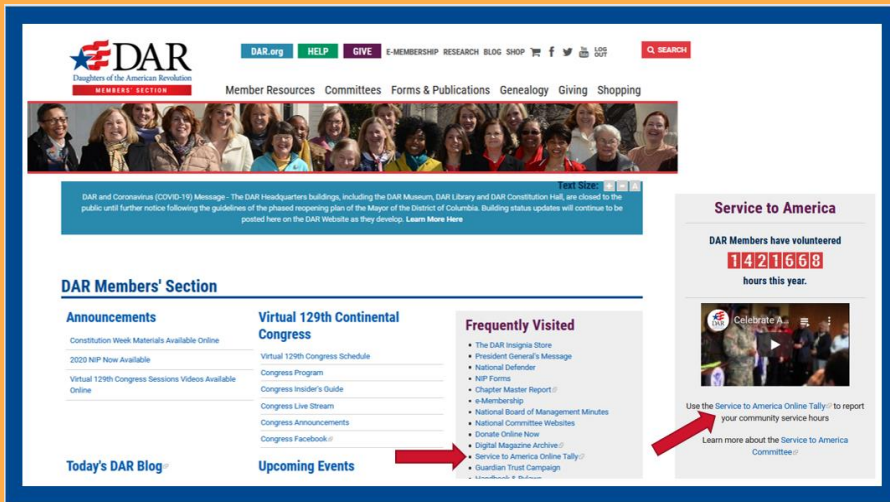 DAR
Daughters of the American Revolution
MEMBERS' SECTION
DAR.org HELP GIVE E-MEMBERSHIP RESEARCH BLOG SHOP LOG OUT SEARCH
Member Resources Committees Forms & Publications Genealogy Giving Shopping
Text Size: + - A
DAR and Coronavirus (COVID-19) Message - The DAR Headquarters buildings, including the DAR Museum, DAR Library and DAR Constitution Hall, are closed to the
public until further notice following the guidelines of the phased reopening plan of the Mayor of the District of Columbia. Building status updates will continue to be
posted here on the DAR Website as they develop. Learn More Here
DAR Members' Section
Announcements
Constitution Week Materials Available Online
2020 NIP Now Available
Virtual 129th Congress Sessions Videos Available
Online
Today's DAR Blog
Virtual 129th Continental
Congress
Virtual 129th Congress Schedule
Congress Program
Congress Insider's Guide
Congress Live Stream
Congress Announcements
Congress Facebook
Upcoming Events
Frequently Visited
The DAR Insignia Store
President General's Message
National Defender
NIP Forms
Chapter Master Report
e-Membership
National Board of Management Minutes
National Committee Websites
Donate Online Now
Digital Magazine Archive
Service to America Online Tally
Guardian Trust Campaign
Handbook & Bylaws
Service to America
DAR Members have volunteered
1421668
hours this year.
DAR
Celebrate A...
Use the Service to America Online Tally to report
your community service hours
Learn more about the Service to America
Committee